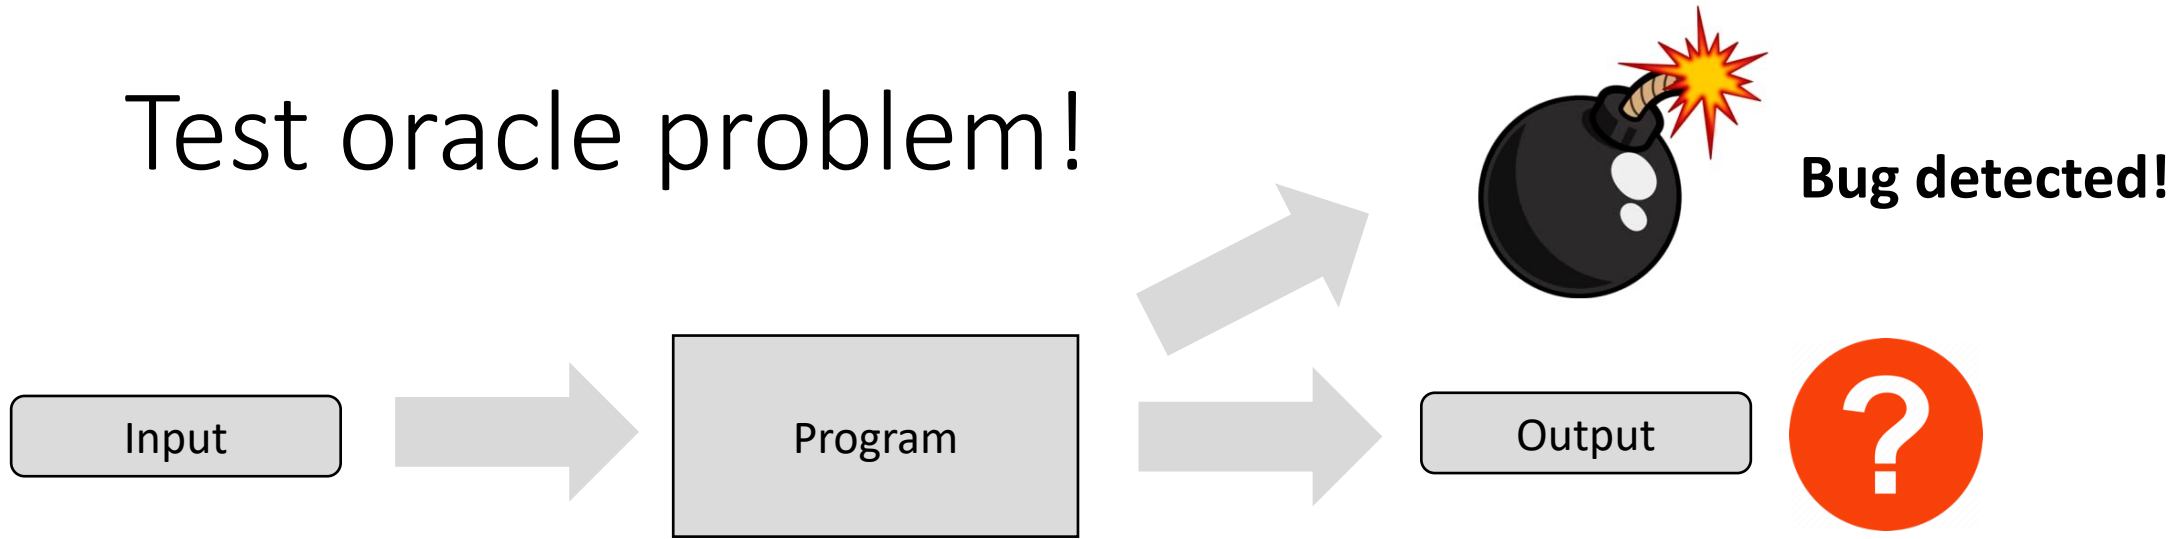 Test oracle problem!
Bug detected!
Input
Program
Output
?